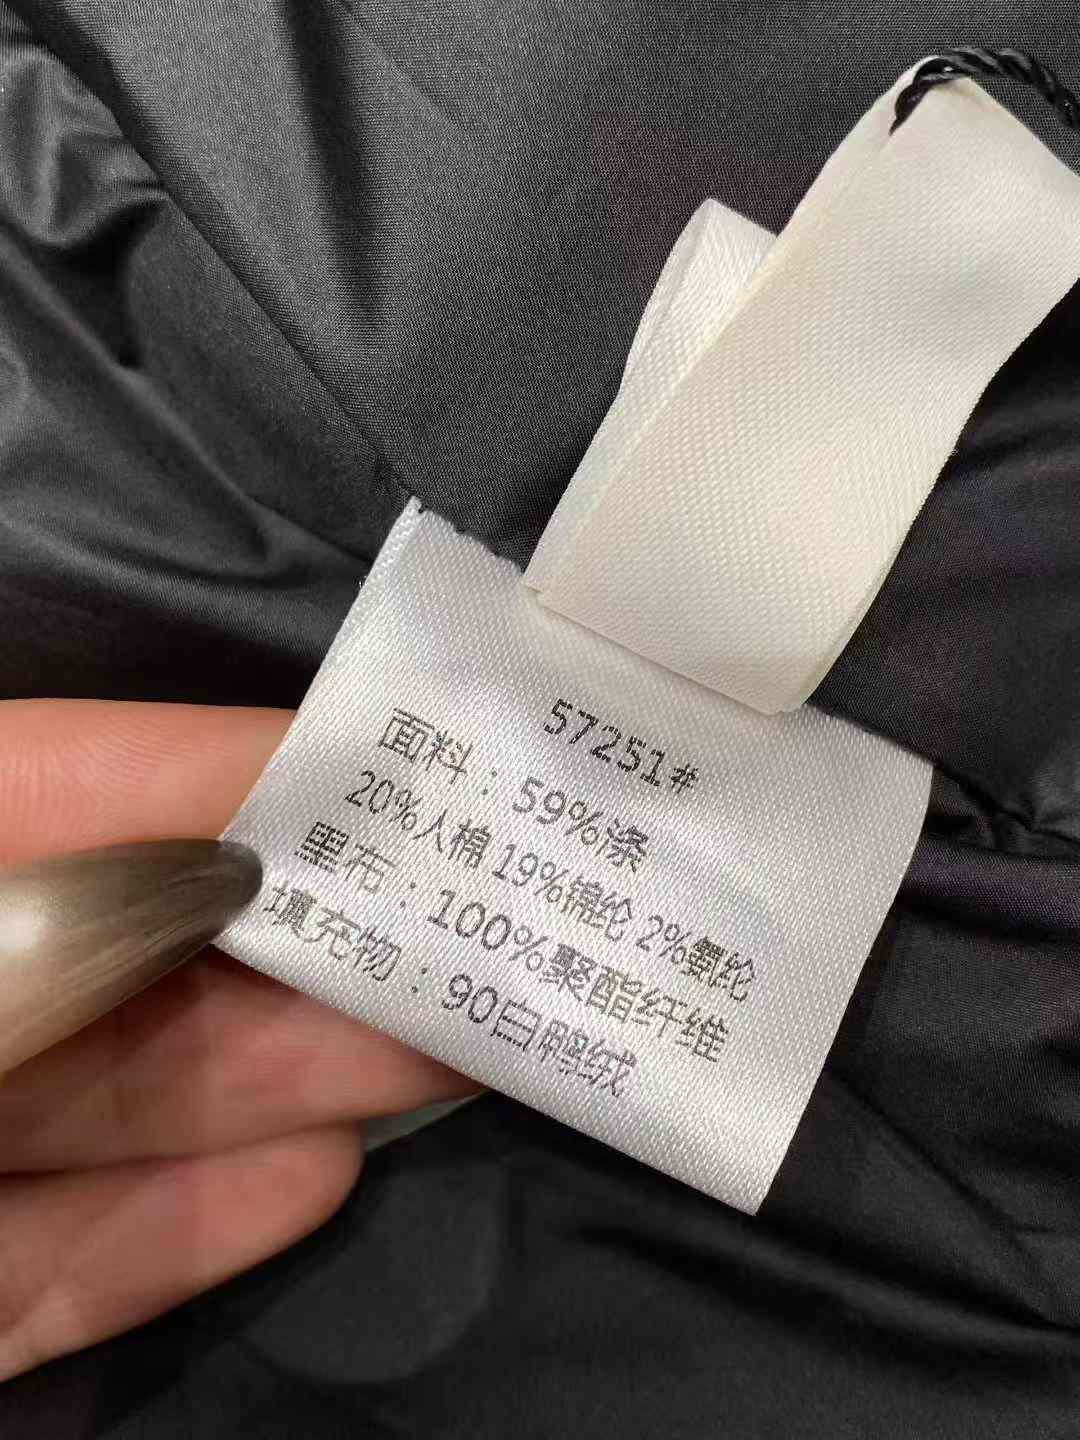 57251#
面料：59%涤
20%人棉 19%锦纶 2%氨纶
黑布：100%聚酯纤维
填充物：90白鸭绒